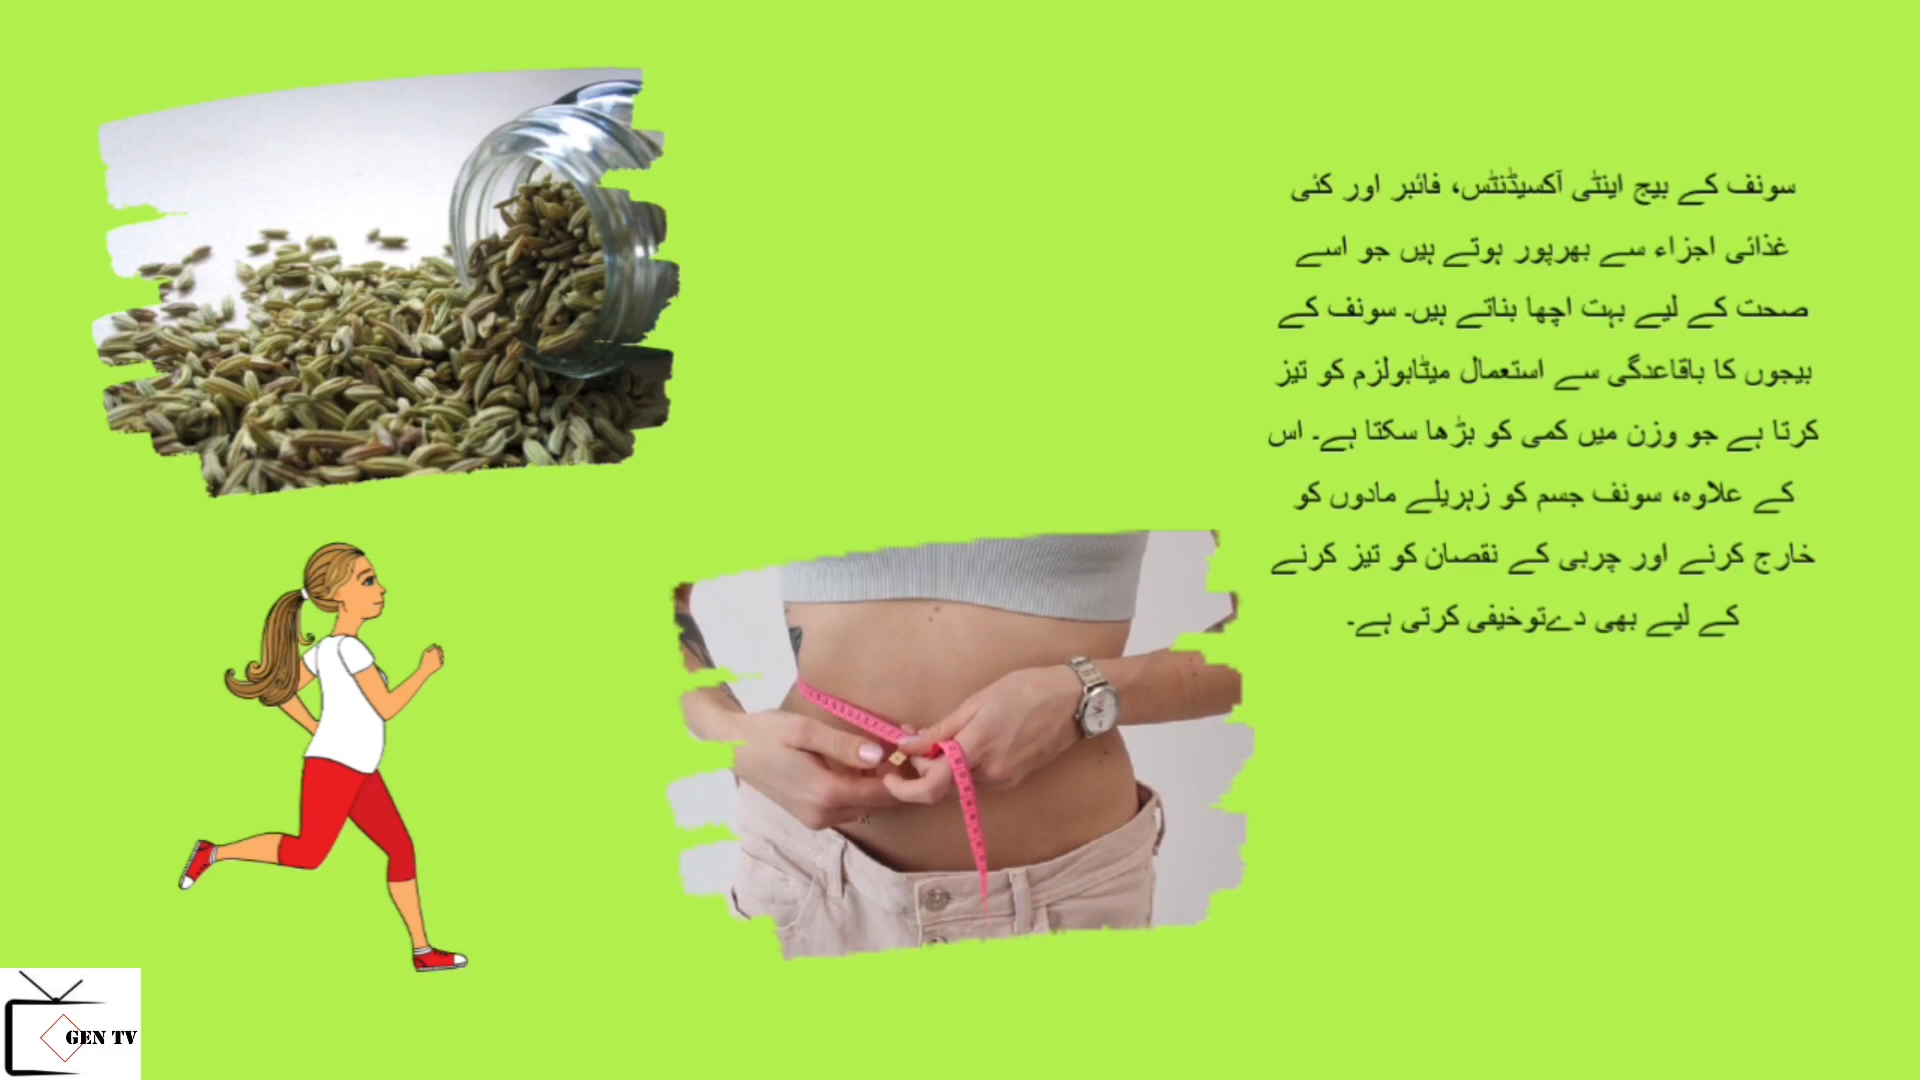 سونف کے بیج اینٹی آکسیڈنٹس، فائبر اور کئی
غذائی اجزاء سے بھرپور ہوتے ہیں جو اسے
صحت کے لیے بہت اچھا بناتے ہیں۔ سونف کے
بیجوں کا باقاعدگی سے استعمال میٹابولزم کو تیز
کرتا ہے جو وزن میں کمی کو بڑھا سکتا ہے۔ اس
کے علاوہ، سونف جسم کو زہریلے مادوں کو
خارج کرنے اور چربی کے نقصان کو تیز کرنے
کے لیے بھی دےتوخیفی کرتی ہے۔
GEN TV